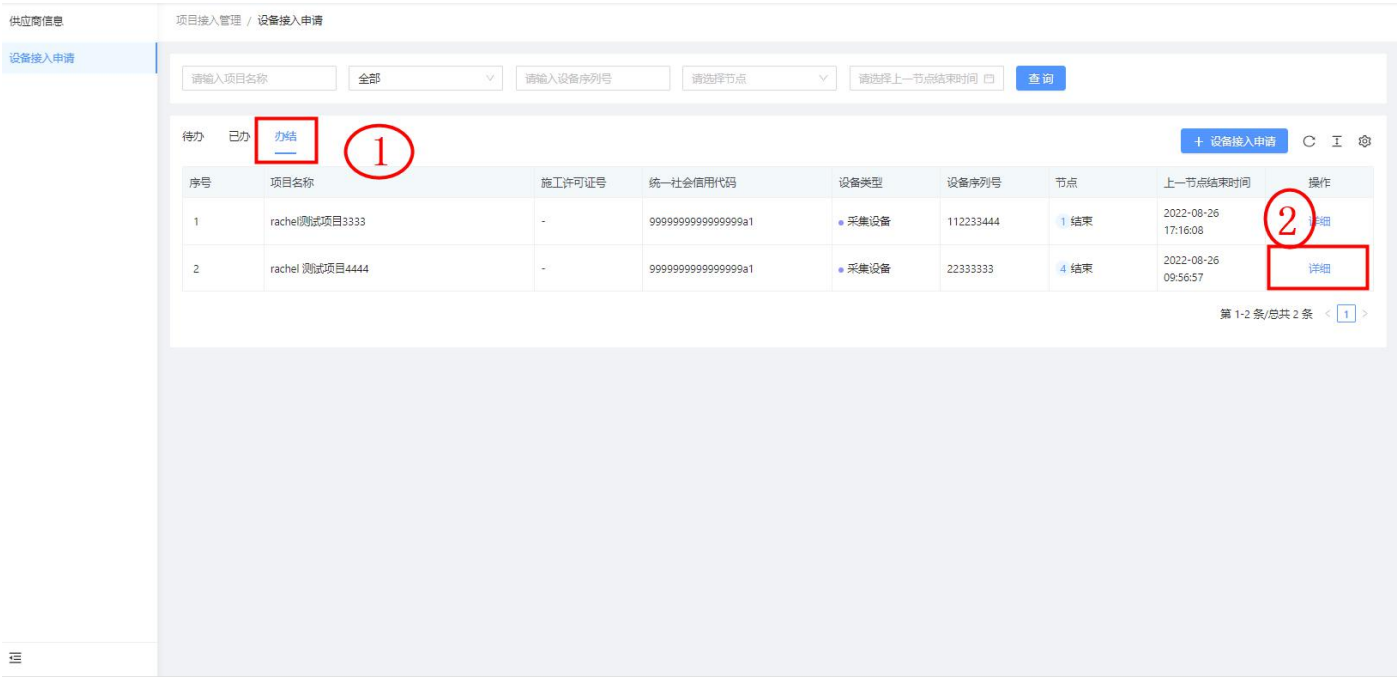 供应商信息
项目接入管理 / 设备接入申请
设备接入申请
请输入项目名称 全部 请输入设备序列号 请选择节点 请选择上一节点结束时间 查 询
待办 已办 办结 1 + 设备接入申请
序号 项目名称 施工许可证号 统一社会信用代码 设备类型 设备序列号 节点 上一节点结束时间 操作
1 rachel测试项目3333 - 9999999999999999a1 采集设备 112233444 1 结束 2022-08-26 17:16:08 2 详细
2 rachel 测试项目4444 - 9999999999999999a1 采集设备 22333333 4 结束 2022-08-26 09:56:57 详细
第 1-2 条/总共 2 条 < 1 >